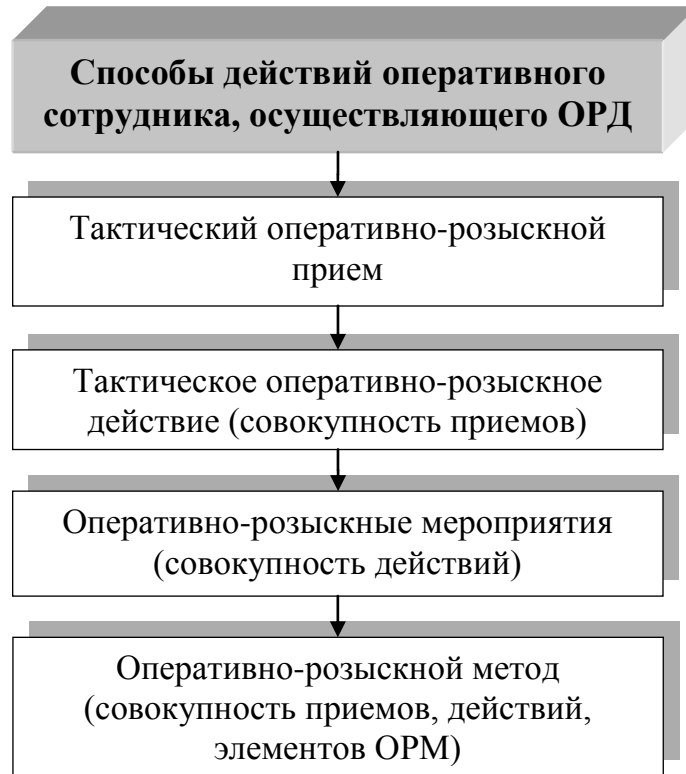 Способы действий оперативного
сотрудника, осуществляющего ОРД
Тактический оперативно-розыскной
прием
Тактическое оперативно-розыскное
действие (совокупность приемов)
Оперативно-розыскные мероприятия
(совокупность действий)
Оперативно-розыскной метод
(совокупность приемов, действий,
элементов ОРМ)